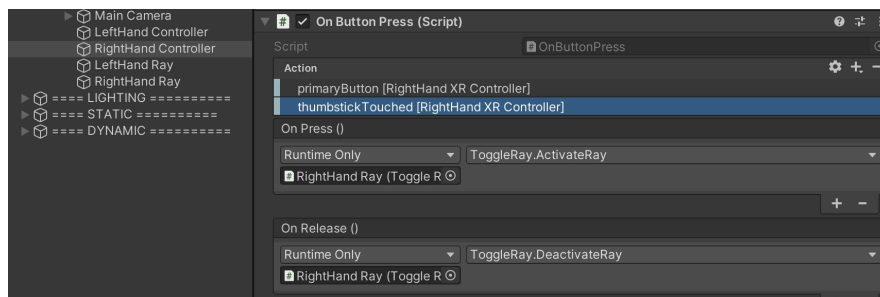 Main Camera
LeftHand Controller
RightHand Controller
LeftHand Ray
RightHand Ray
==== LIGHTING ==========
==== STATIC ==========
==== DYNAMIC ==========
# On Button Press (Script)
Script # OnButtonPress
Action
primaryButton [RightHand XR Controller]
thumbstickTouched [RightHand XR Controller]
On Press ()
Runtime Only ToggleRay.ActivateRay
# RightHand Ray (Toggle R
+ −
On Release ()
Runtime Only ToggleRay.DeactivateRay
# RightHand Ray (Toggle R